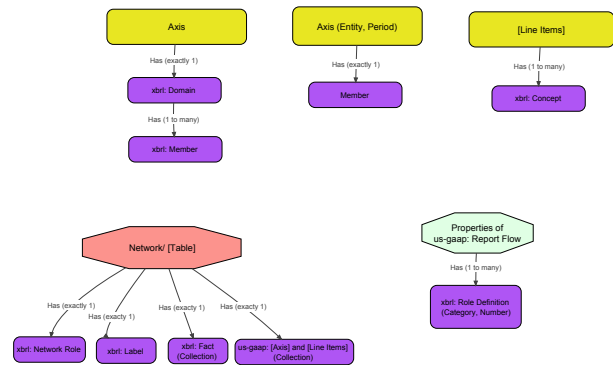 Axis
Has (exactly 1)
xbrl: Domain
Has (1 to many)
xbrl: Member
Axis (Entity, Period)
Has (exactly 1)
Member
[Line Items]
Has (1 to many)
xbrl: Concept
Network/ [Table]
Has (exactly 1)
Has (exactly 1)
Has (exactly 1)
Has (exactly 1)
xbrl: Network Role
xbrl: Label
xbrl: Fact
(Collection)
us-gaap: [Axis] and [Line Items]
(Collection)
Properties of
us-gaap: Report Flow
Has (1 to many)
xbrl: Role Definition
(Category, Number)